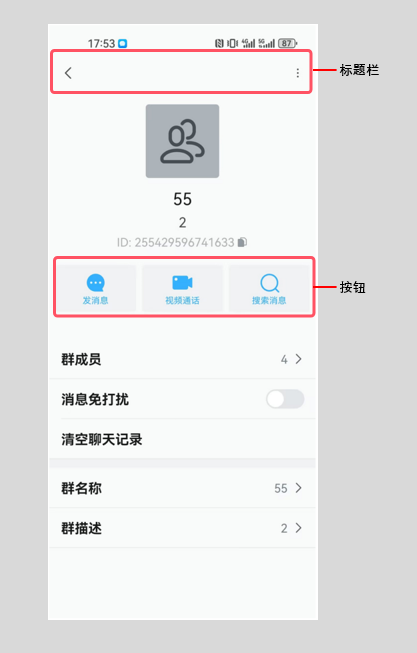 17:53 4G 5G 87
标题栏
55
2
ID: 255429596741633
发消息 视频通话 搜索消息
按钮
群成员 4
消息免打扰
清空聊天记录
群名称 55
群描述 2